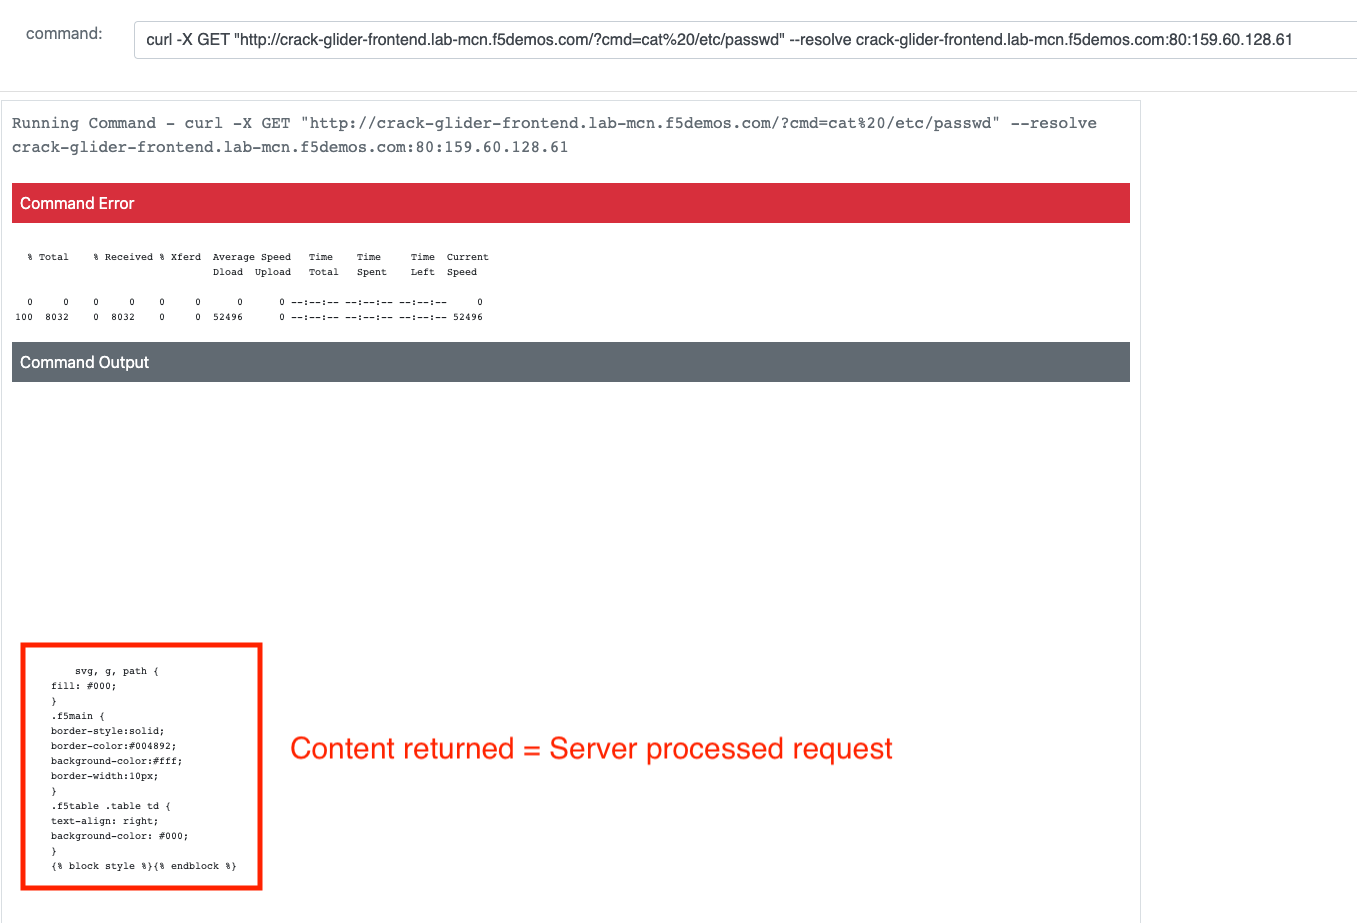 command:
curl -X GET "http://crack-glider-frontend.lab-mcn.f5demos.com/?cmd=cat%20/etc/passwd" --resolve crack-glider-frontend.lab-mcn.f5demos.com:80:159.60.128.61
Running Command - curl -X GET "http://crack-glider-frontend.lab-mcn.f5demos.com/?cmd=cat%20/etc/passwd" --resolve
crack-glider-frontend.lab-mcn.f5demos.com:80:159.60.128.61
Command Error
% Total    % Received % Xferd  Average Speed   Time    Time     Time  Current
Dload  Upload   Total   Spent    Left  Speed
0     0    0     0    0     0      0      0 --:--:-- --:--:-- --:--:--     0
100  8032    0  8032    0     0  52496      0 --:--:-- --:--:-- --:--:-- 52496
Command Output
svg, g, path {
fill: #000;
}
.f5main {
border-style:solid;
border-color:#004892;
background-color:#fff;
border-width:10px;
}
.f5table .table td {
text-align: right;
background-color: #000;
}
{% block style %}{% endblock %}
Content returned = Server processed request